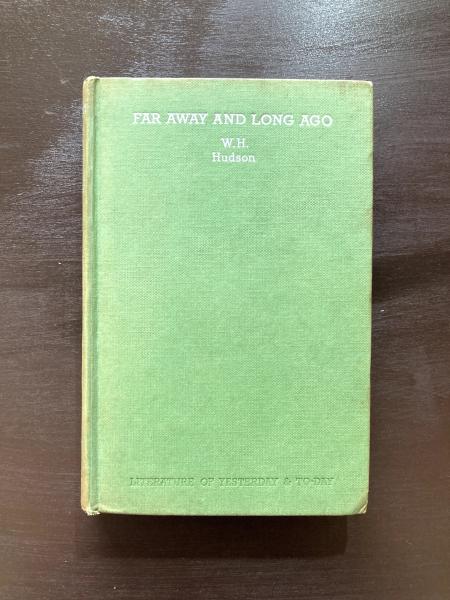 FAR AWAY AND LONG AGO
W.H.
Hudson
LITERATURE OF YESTERDAY & TO-DAY